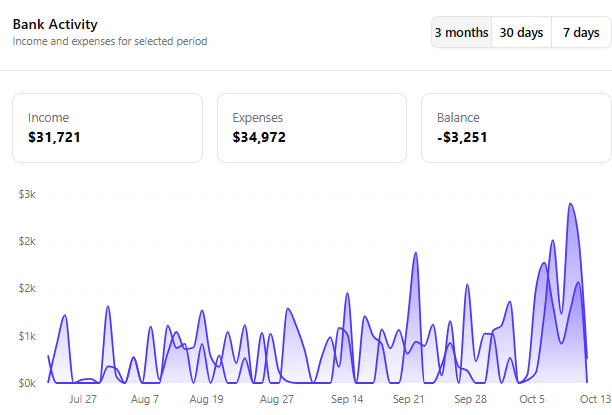 Bank Activity
Income and expenses for selected period
3 months 30 days 7 days
Income
$31,721
Expenses
$34,972
Balance
-$3,251
$3k
$2k
$2k
$1k
$0k
Jul 27 Aug 7 Aug 19 Aug 27 Sep 14 Sep 21 Sep 28 Oct 5 Oct